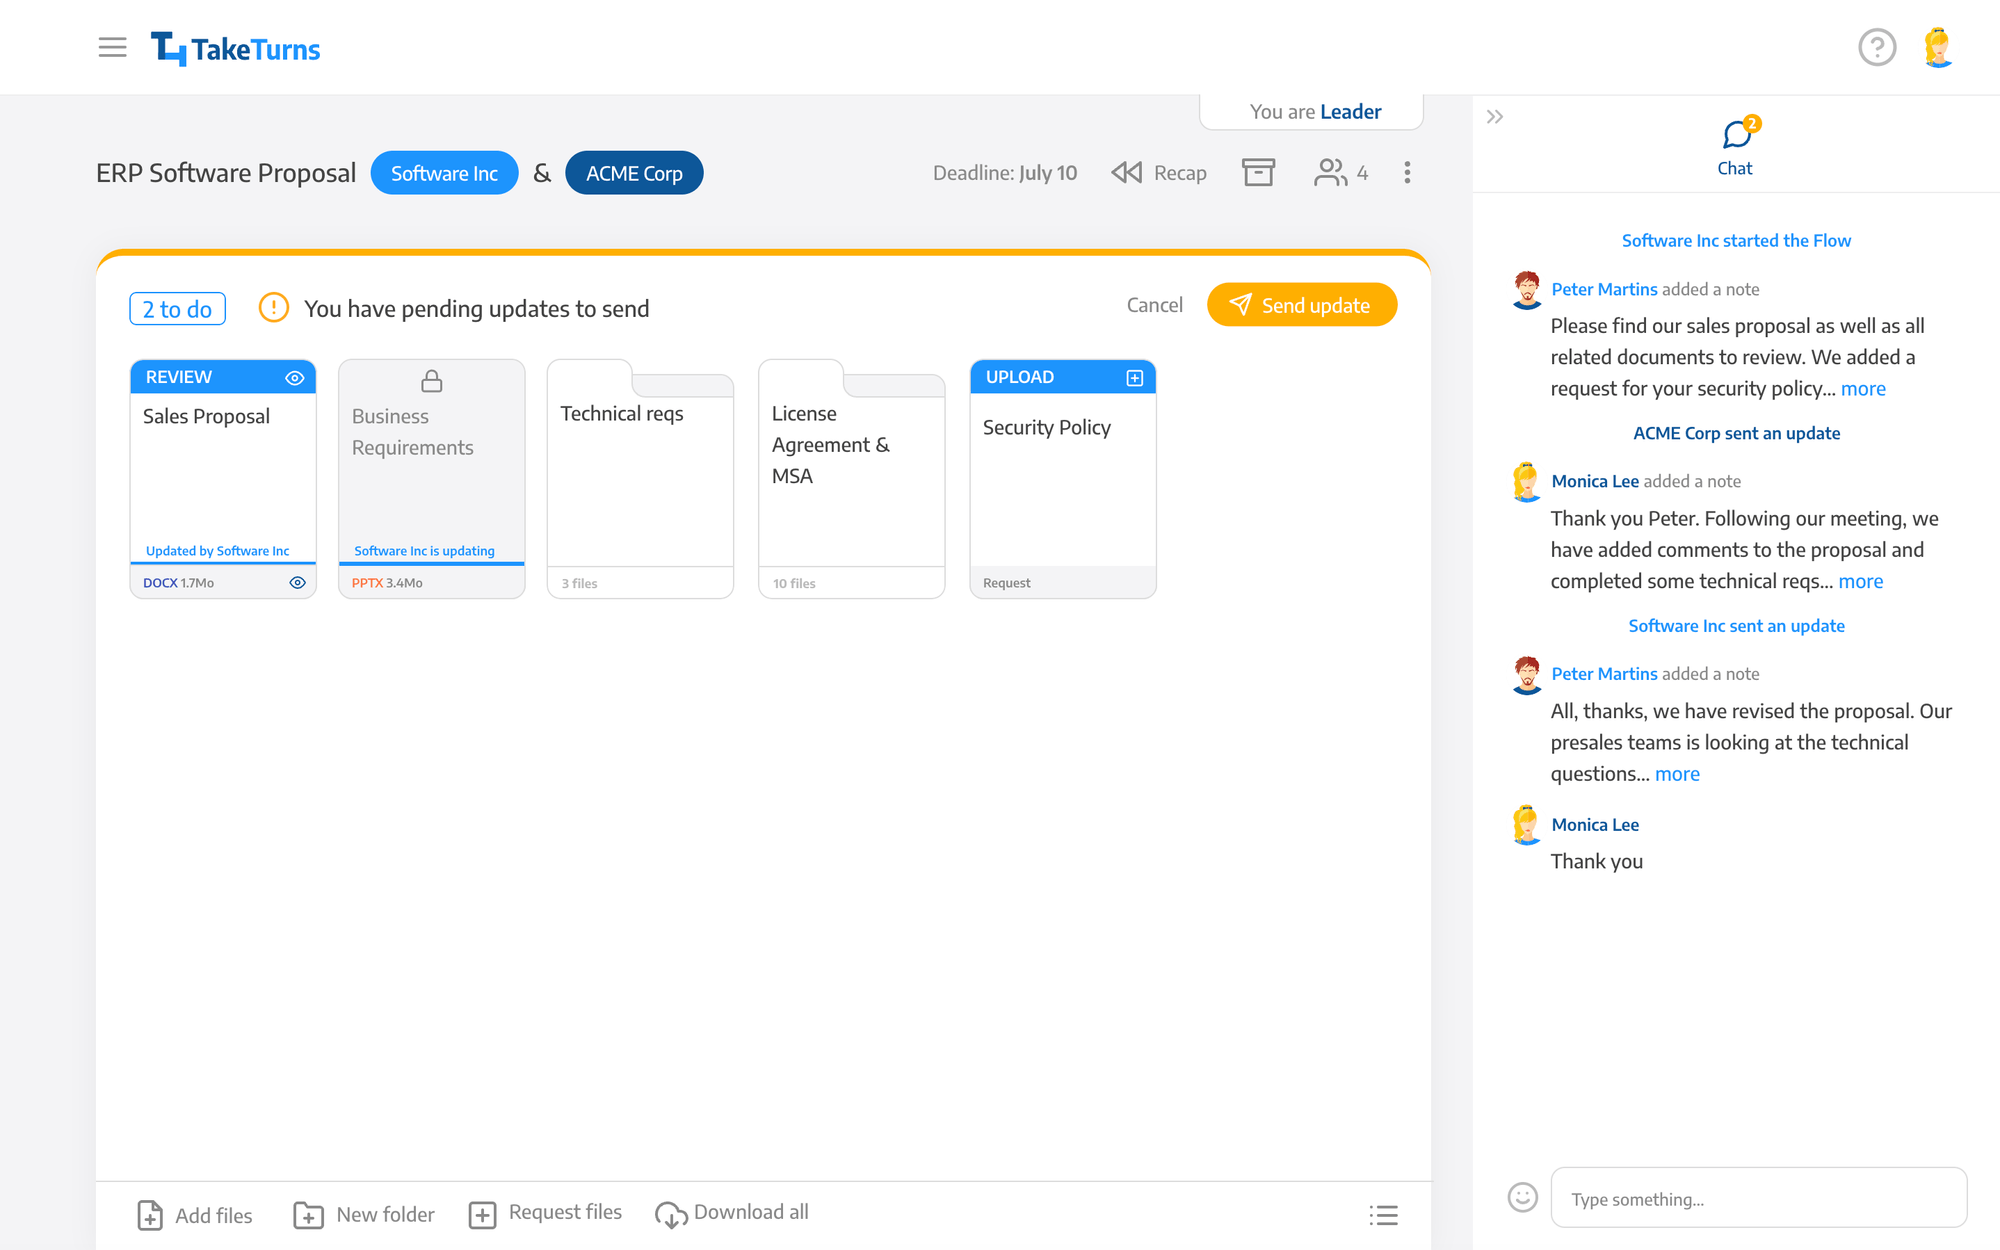 TakeTurns
You are Leader
ERP Software Proposal Software Inc & ACME Corp Deadline: July 10 Recap 4
2 to do You have pending updates to send Cancel Send update
REVIEW
Sales Proposal
Updated by Software Inc
DOCX 1.7Mo
Business
Requirements
Software Inc is updating
PPTX 3.4Mo
Technical reqs
3 files
License
Agreement &
MSA
10 files
UPLOAD
Security Policy
Request
Add files New folder Request files Download all
2
Chat
Software Inc started the Flow
Peter Martins added a note
Please find our sales proposal as well as all
related documents to review. We added a
request for your security policy... more
ACME Corp sent an update
Monica Lee added a note
Thank you Peter. Following our meeting, we
have added comments to the proposal and
completed some technical reqs... more
Software Inc sent an update
Peter Martins added a note
All, thanks, we have revised the proposal. Our
presales teams is looking at the technical
questions... more
Monica Lee
Thank you
Type something...